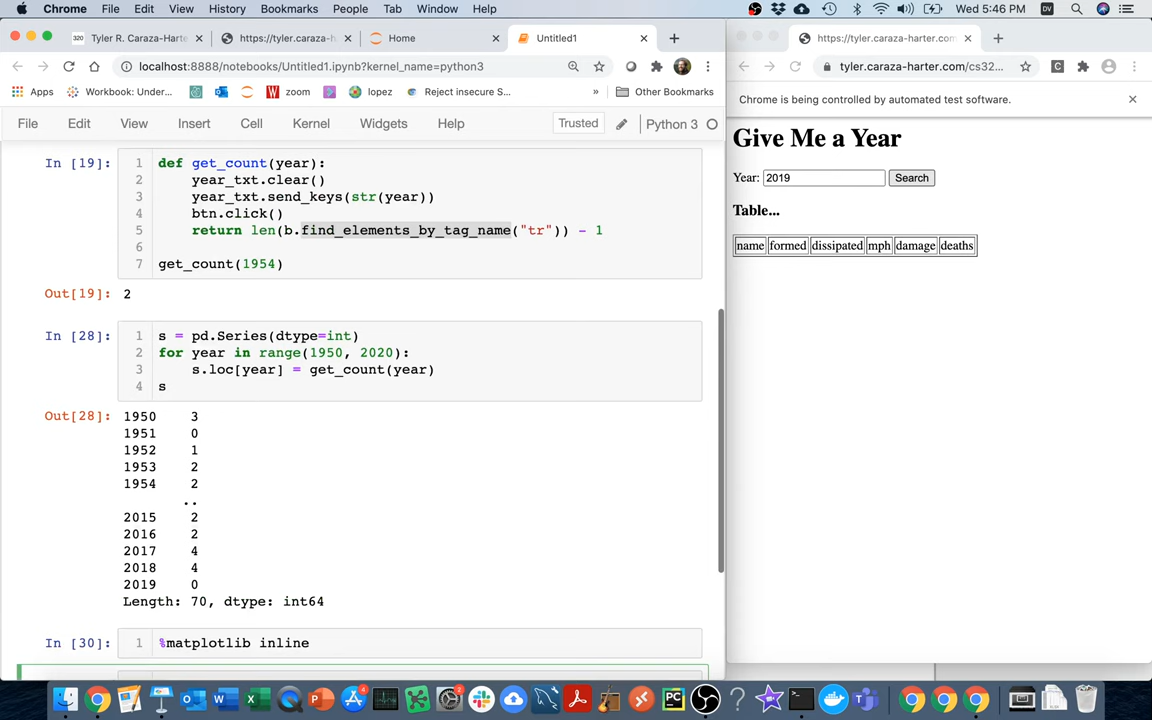 Chrome File Edit View History Bookmarks People Tab Window Help Wed 5:46 PM
Tyler R. Caraza-Harte
https://tyler.caraza-h
Home
Untitled1
https://tyler.caraza-harter.com
localhost:8888/notebooks/Untitled1.ipynb?kernel_name=python3
tyler.caraza-harter.com/cs32...
Apps Workbook: Under... zoom lopez Reject insecure S... » Other Bookmarks
Chrome is being controlled by automated test software.
File Edit View Insert Cell Kernel Widgets Help Trusted Python 3
In [19]:
1 def get_count(year):
2 year_txt.clear()
3 year_txt.send_keys(str(year))
4 btn.click()
5 return len(b.find_elements_by_tag_name("tr")) - 1
6
7 get_count(1954)
Out[19]: 2
In [28]:
1 s = pd.Series(dtype=int)
2 for year in range(1950, 2020):
3 s.loc[year] = get_count(year)
4 s
Out[28]:
1950 3
1951 0
1952 1
1953 2
1954 2
..
2015 2
2016 2
2017 4
2018 4
2019 0
Length: 70, dtype: int64
In [30]: 1 %matplotlib inline
Give Me a Year
Year: 2019 Search
Table...
name formed dissipated mph damage deaths